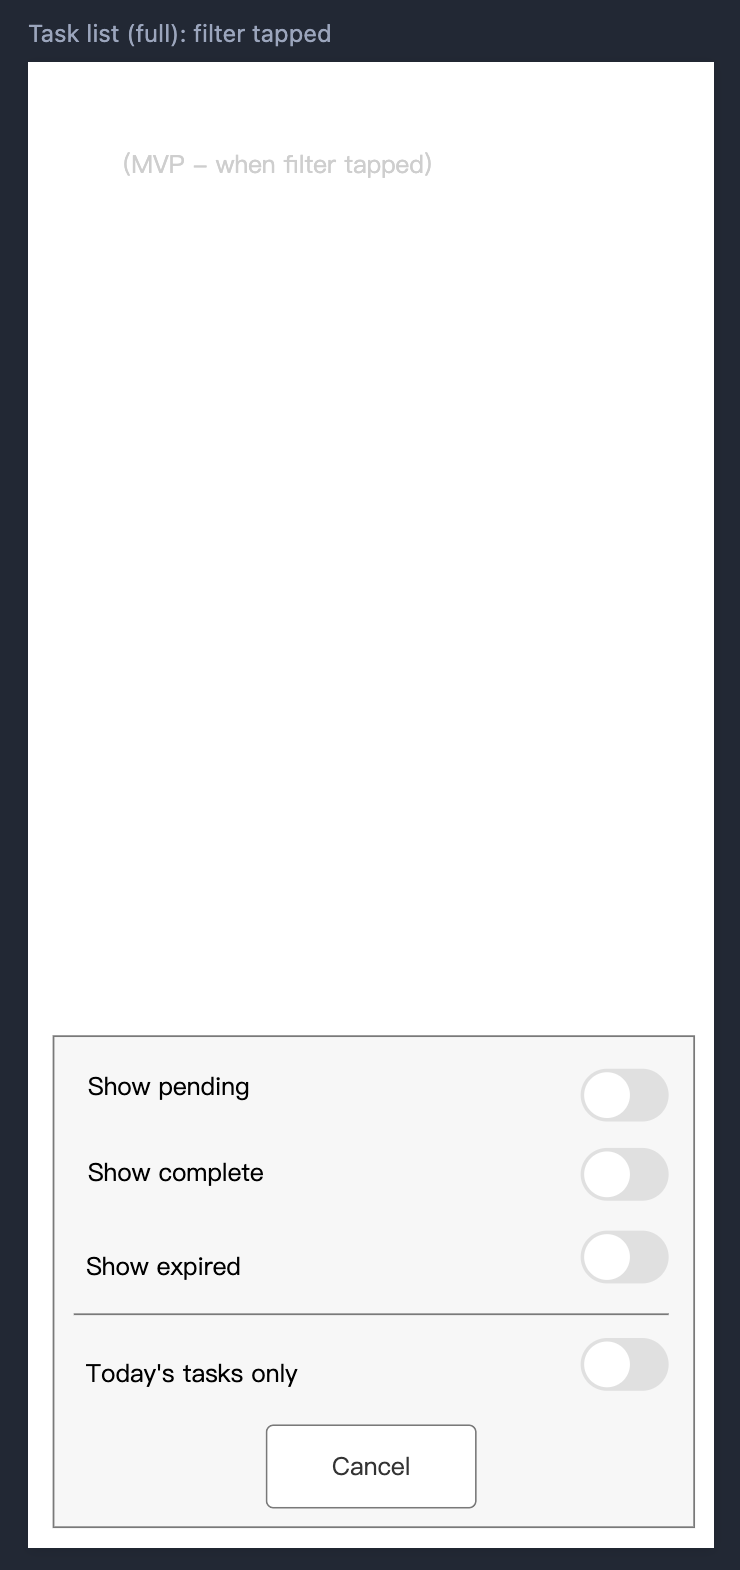 Task list (full): filter tapped
(MVP – when filter tapped)
Show pending
Show complete
Show expired
Today's tasks only
Cancel